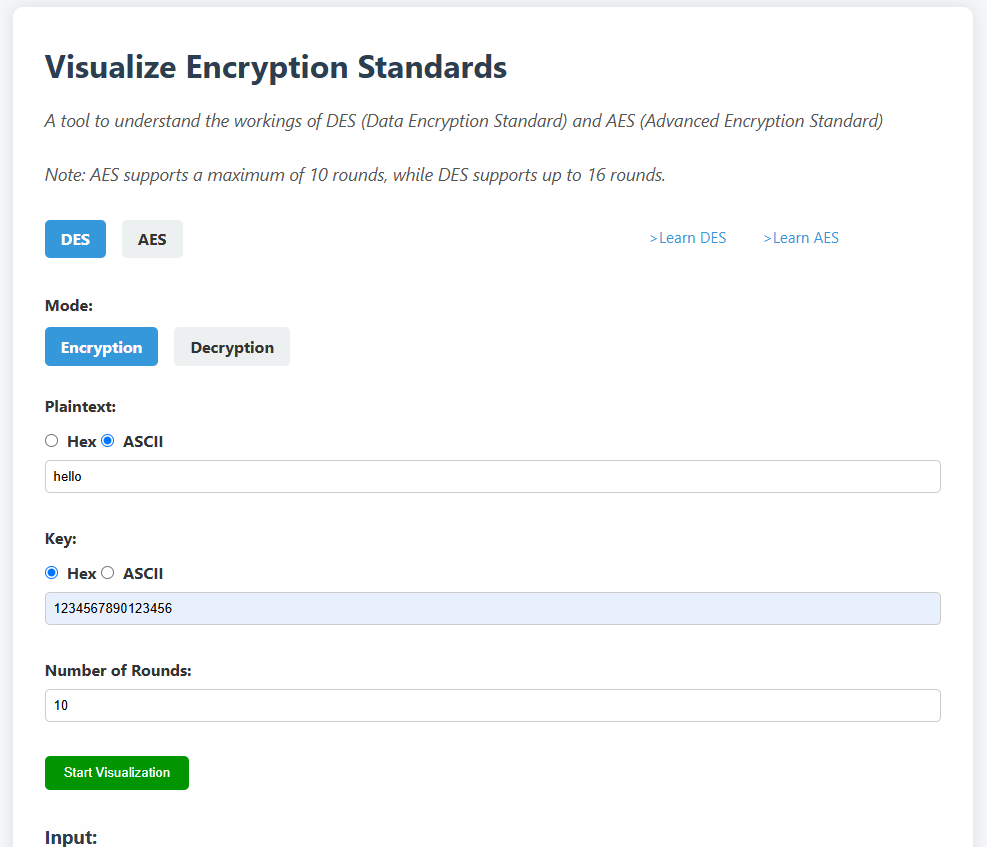 Visualize Encryption Standards
A tool to understand the workings of DES (Data Encryption Standard) and AES (Advanced Encryption Standard)
Note: AES supports a maximum of 10 rounds, while DES supports up to 16 rounds.
DES AES >Learn DES >Learn AES
Mode:
Encryption Decryption
Plaintext:
Hex ASCII
hello
Key:
Hex ASCII
1234567890123456
Number of Rounds:
10
Start Visualization
Input: